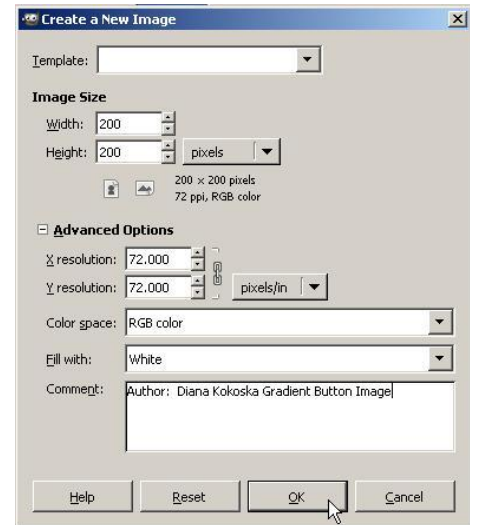 Create a New Image
Template:
Image Size
Width: 200
Height: 200 pixels
200 × 200 pixels
72 ppi, RGB color
Advanced Options
X resolution: 72.000
Y resolution: 72.000 pixels/in
Color space: RGB color
Fill with: White
Comment: Author: Diana Kokoska Gradient Button Image
Help Reset OK Cancel